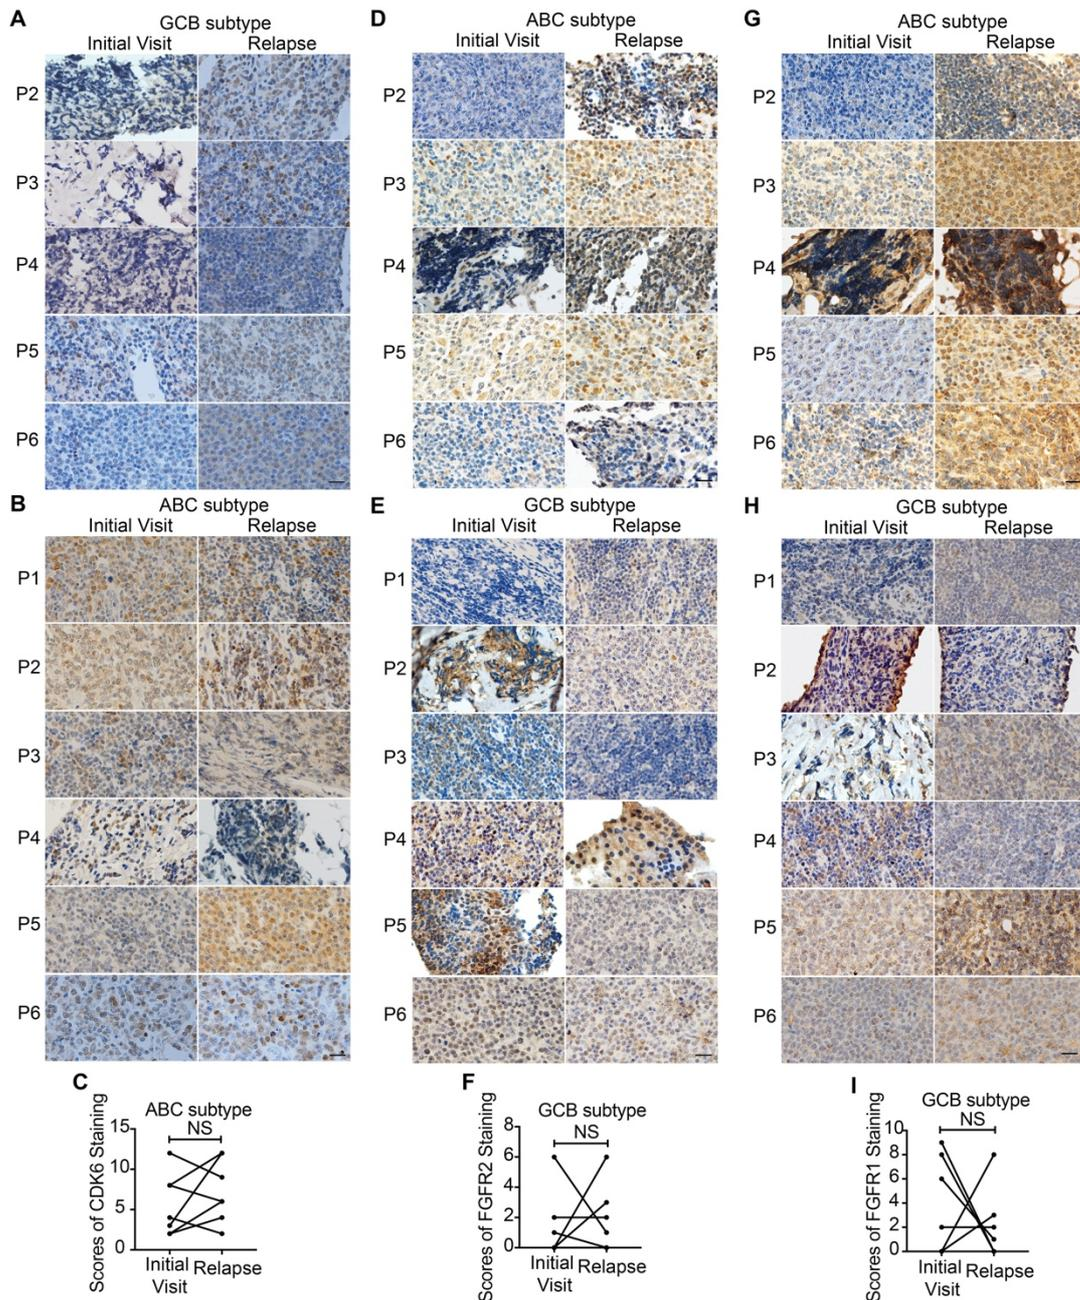 A
GCB subtype
Initial Visit Relapse
P2
P3
P4
P5
P6
B
ABC subtype
Initial Visit Relapse
P1
P2
P3
P4
P5
P6
C
ABC subtype
NS
Scores of CDK6 Staining
15
10
5
0
Initial Visit Relapse
D
ABC subtype
Initial Visit Relapse
P2
P3
P4
P5
P6
E
GCB subtype
Initial Visit Relapse
P1
P2
P3
P4
P5
P6
F
GCB subtype
NS
Scores of FGFR2 Staining
8
6
4
2
0
Initial Visit Relapse
G
ABC subtype
Initial Visit Relapse
P2
P3
P4
P5
P6
H
GCB subtype
Initial Visit Relapse
P1
P2
P3
P4
P5
P6
I
GCB subtype
NS
Scores of FGFR1 Staining
10
8
6
4
2
0
Initial Visit Relapse